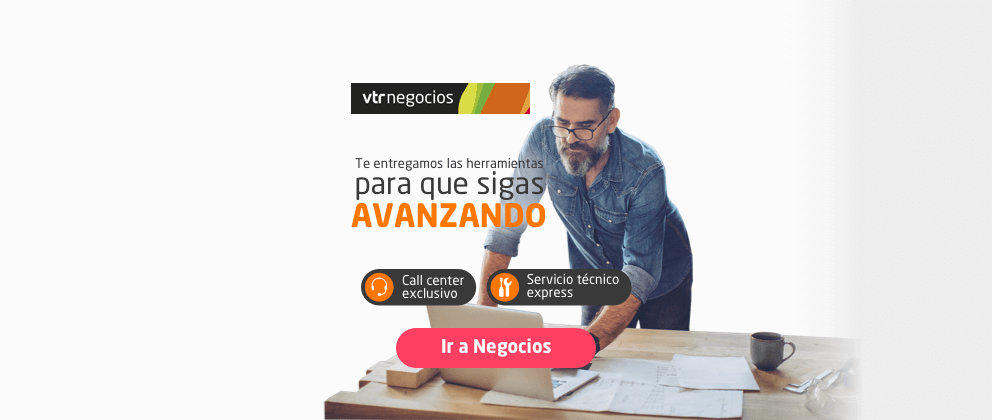 vtr negocios
Te entregamos las herramientas
para que sigas
AVANZANDO
Call center
exclusivo
Servicio técnico
express
Ir a Negocios